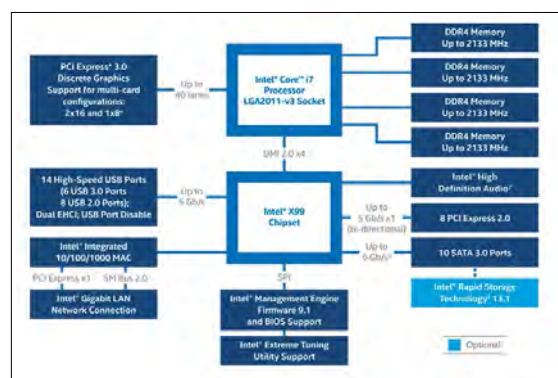 PCI Express® 3.0
Discrete Graphics
Support for multi-card
configurations:
2x16 and 1x8
Up to
40 lanes
Intel® Core™ i7
Processor
LGA2011-v3 Socket
DDR4 Memory
Up to 2133 MHz
DDR4 Memory
Up to 2133 MHz
DDR4 Memory
Up to 2133 MHz
DDR4 Memory
Up to 2133 MHz
DMI 2.0 x4
14 High-Speed USB Ports
(6 USB 3.0 Ports
8 USB 2.0 Ports);
Dual EHCI; USB Port Disable
Up to
5 Gb/s
Intel® X99
Chipset
Intel® High
Definition Audio
Up to
5 Gb/s x1
(bi-directional)
8 PCI Express 2.0
Intel® Integrated
10/100/1000 MAC
Up to
6 Gb/s
10 SATA 3.0 Ports
PCI Express x1
SM Bus 2.0
SPI
Intel® Gigabit LAN
Network Connection
Intel® Management Engine
Firmware 9.1
and BIOS Support
Intel® Rapid Storage
Technology
Intel® Extreme Tuning
Utility Support
Optional